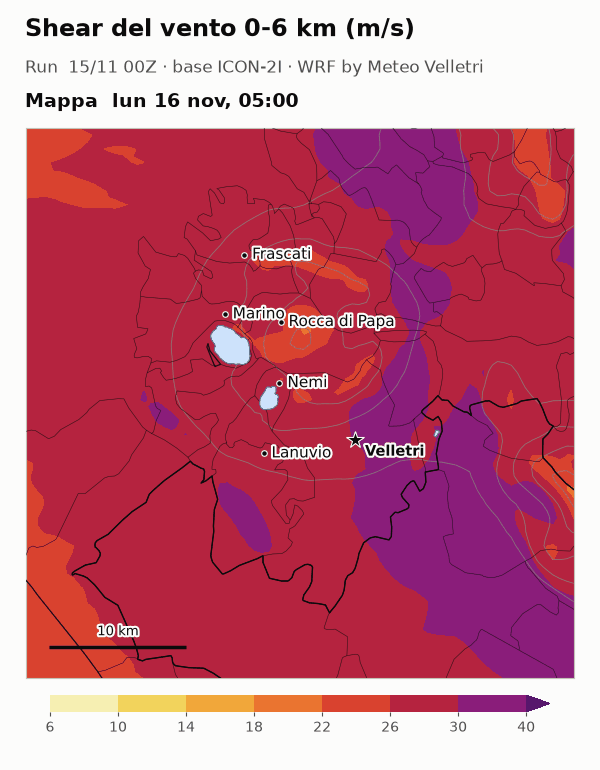 Shear del vento 0-6 km (m/s)
Run  15/11 00Z · base ICON-2I · WRF by Meteo Velletri
Mappa  lun 16 nov, 05:00
Frascati
Marino
Rocca di Papa
Nemi
Velletri
Lanuvio
10 km
6 10 14 18 22 26 30 40